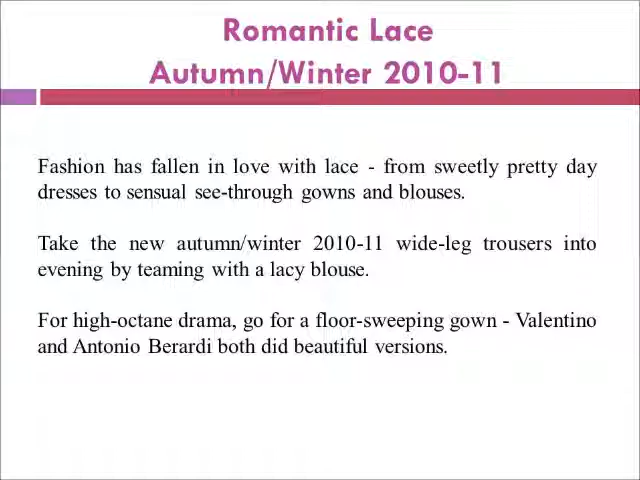 Romantic Lace
Autumn/Winter 2010-11
Fashion has fallen in love with lace - from sweetly pretty day
dresses to sensual see-through gowns and blouses.
Take the new autumn/winter 2010-11 wide-leg trousers into
evening by teaming with a lacy blouse.
For high-octane drama, go for a floor-sweeping gown - Valentino
and Antonio Berardi both did beautiful versions.